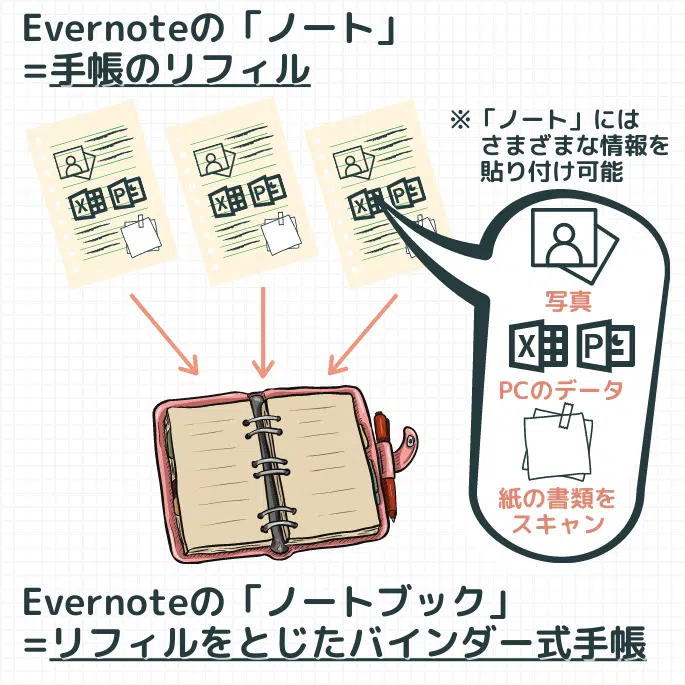 Evernoteの「ノート」
=手帳のリフィル
※「ノート」には
さまざまな情報を
貼り付け可能
X P
X P
X P
写真
X P
PCのデータ
紙の書類を
スキャン
Evernoteの「ノートブック」
=リフィルをとじたバインダー式手帳